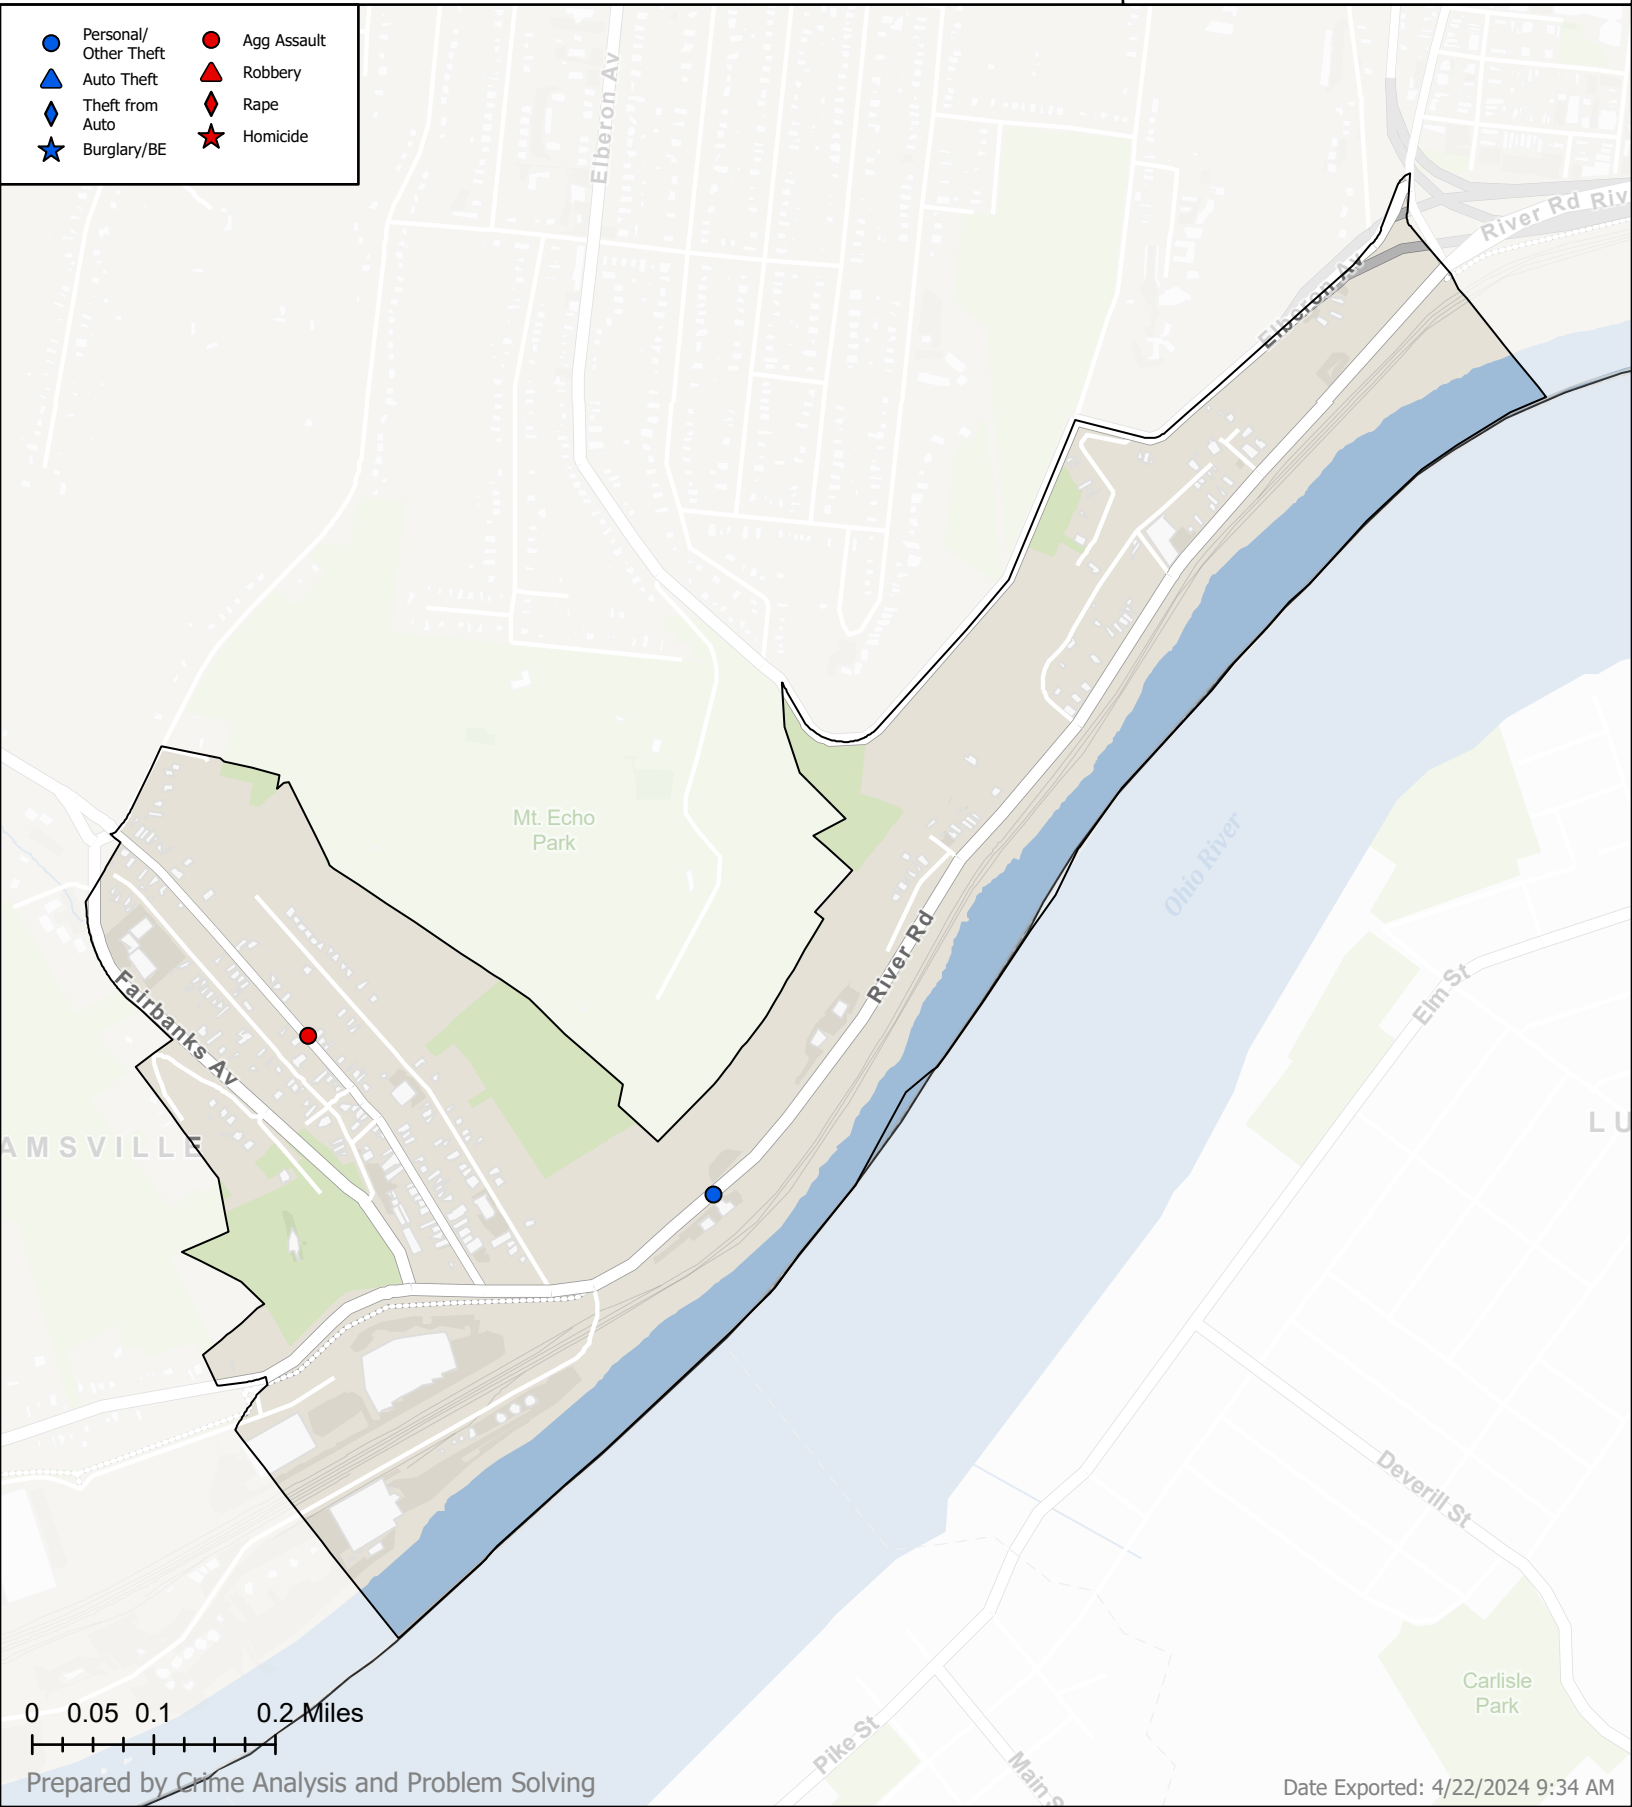 Personal/
Other Theft
Auto Theft
Theft from
Auto
Burglary/BE
Agg Assault
Robbery
Rape
Homicide
Elberon Av
River Rd Riv
Elberon Av
Mt. Echo
Park
Ohio River
River Rd
Elm St
Fairbanks Av
AMSVILLE
LU
Deverill St
Carlisle
Park
Pike St
Main S
0 0.05 0.1 0.2 Miles
Prepared by Crime Analysis and Problem Solving
Date Exported: 4/22/2024 9:34 AM